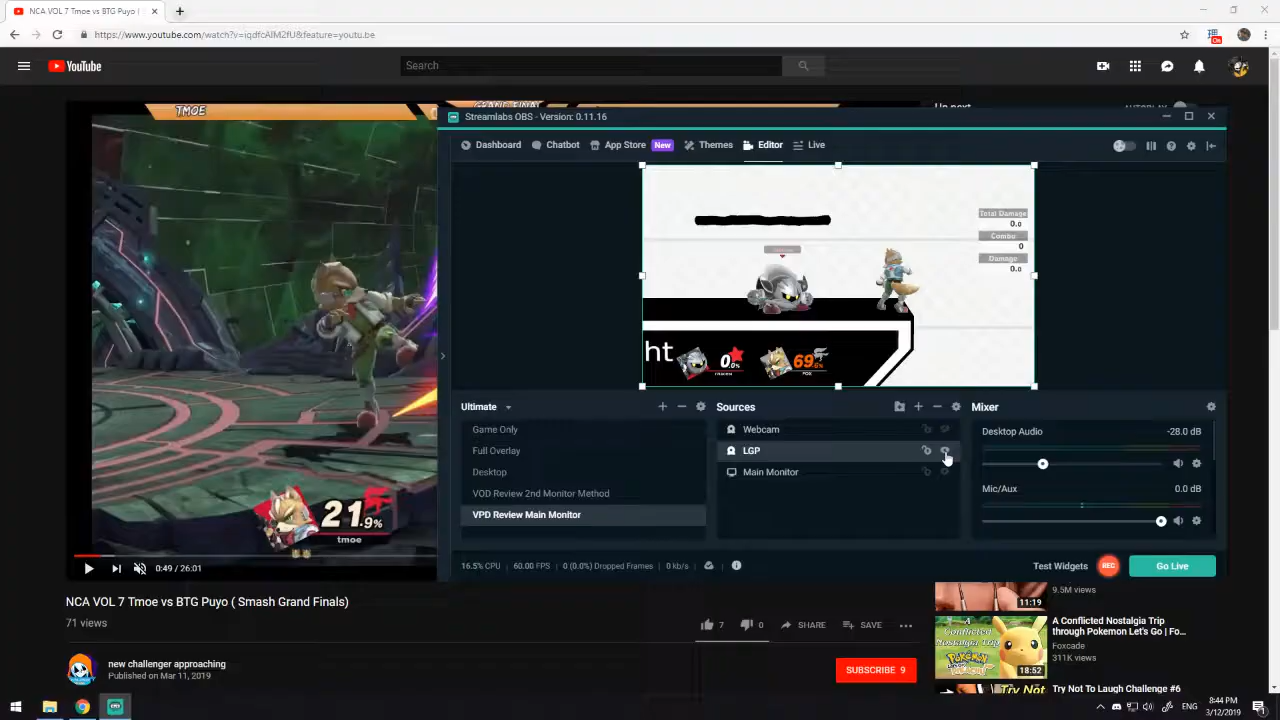 NCA VOL 7 Tmoe vs BTG Puyo (
https://www.youtube.com/watch?v=iqdfcAlM2fU&feature=youtu.be
YouTube
Search
TMOE
Up next
AUTOPLAY
Streamlabs OBS - Version: 0.11.16
Dashboard
Chatbot
App Store
New
Themes
Editor
Live
Total Damage
0.0
Combo
0
Damage
0.0
ht
0.0%
69.6%
FOX
21.9%
tmoe
Ultimate
Game Only
Full Overlay
Desktop
VOD Review 2nd Monitor Method
VPD Review Main Monitor
Sources
Webcam
LGP
Main Monitor
Mixer
Desktop Audio
-28.0 dB
Mic/Aux
0.0 dB
16.5% CPU
60.00 FPS
0 (0.0%) Dropped Frames
0 kb/s
Test Widgets
REC
Go Live
0:49 / 26:01
NCA VOL 7 Tmoe vs BTG Puyo ( Smash Grand Finals)
71 views
7
0
SHARE
SAVE
new challenger approaching
Published on Mar 11, 2019
SUBSCRIBE 9
9.5M views
11:19
A Conflicted Nostalgia Trip
through Pokemon Let's Go | Fo...
Foxcade
311K views
18:52
Try Not To Laugh Challenge #6
ENG
8:44 PM
3/12/2019